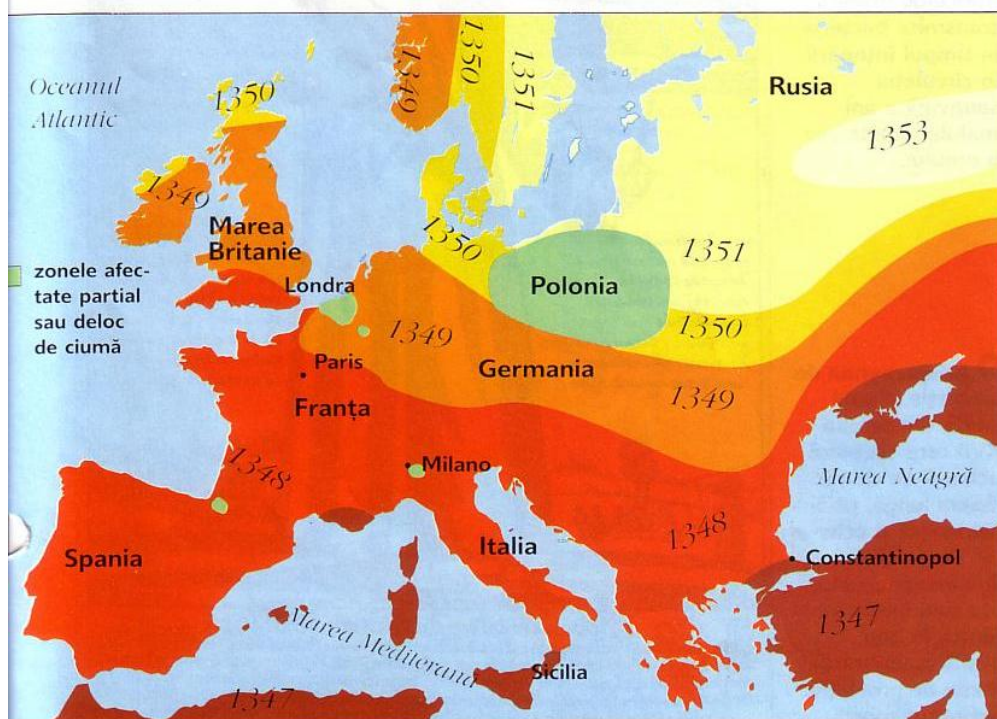 Oceanul
Atlantic
1350
1349
1350
1351
Rusia
1353
1349
Marea
Britanie
Londra
zonele afec-
tate partial
sau deloc
de ciumă
1350
Polonia
1351
1350
1349
Paris
Germania
1349
Franța
1348
Milano
Marea Neagră
Spania
Italia
1348
Constantinopol
1347
Marea Mediterana
Sicilia
1347